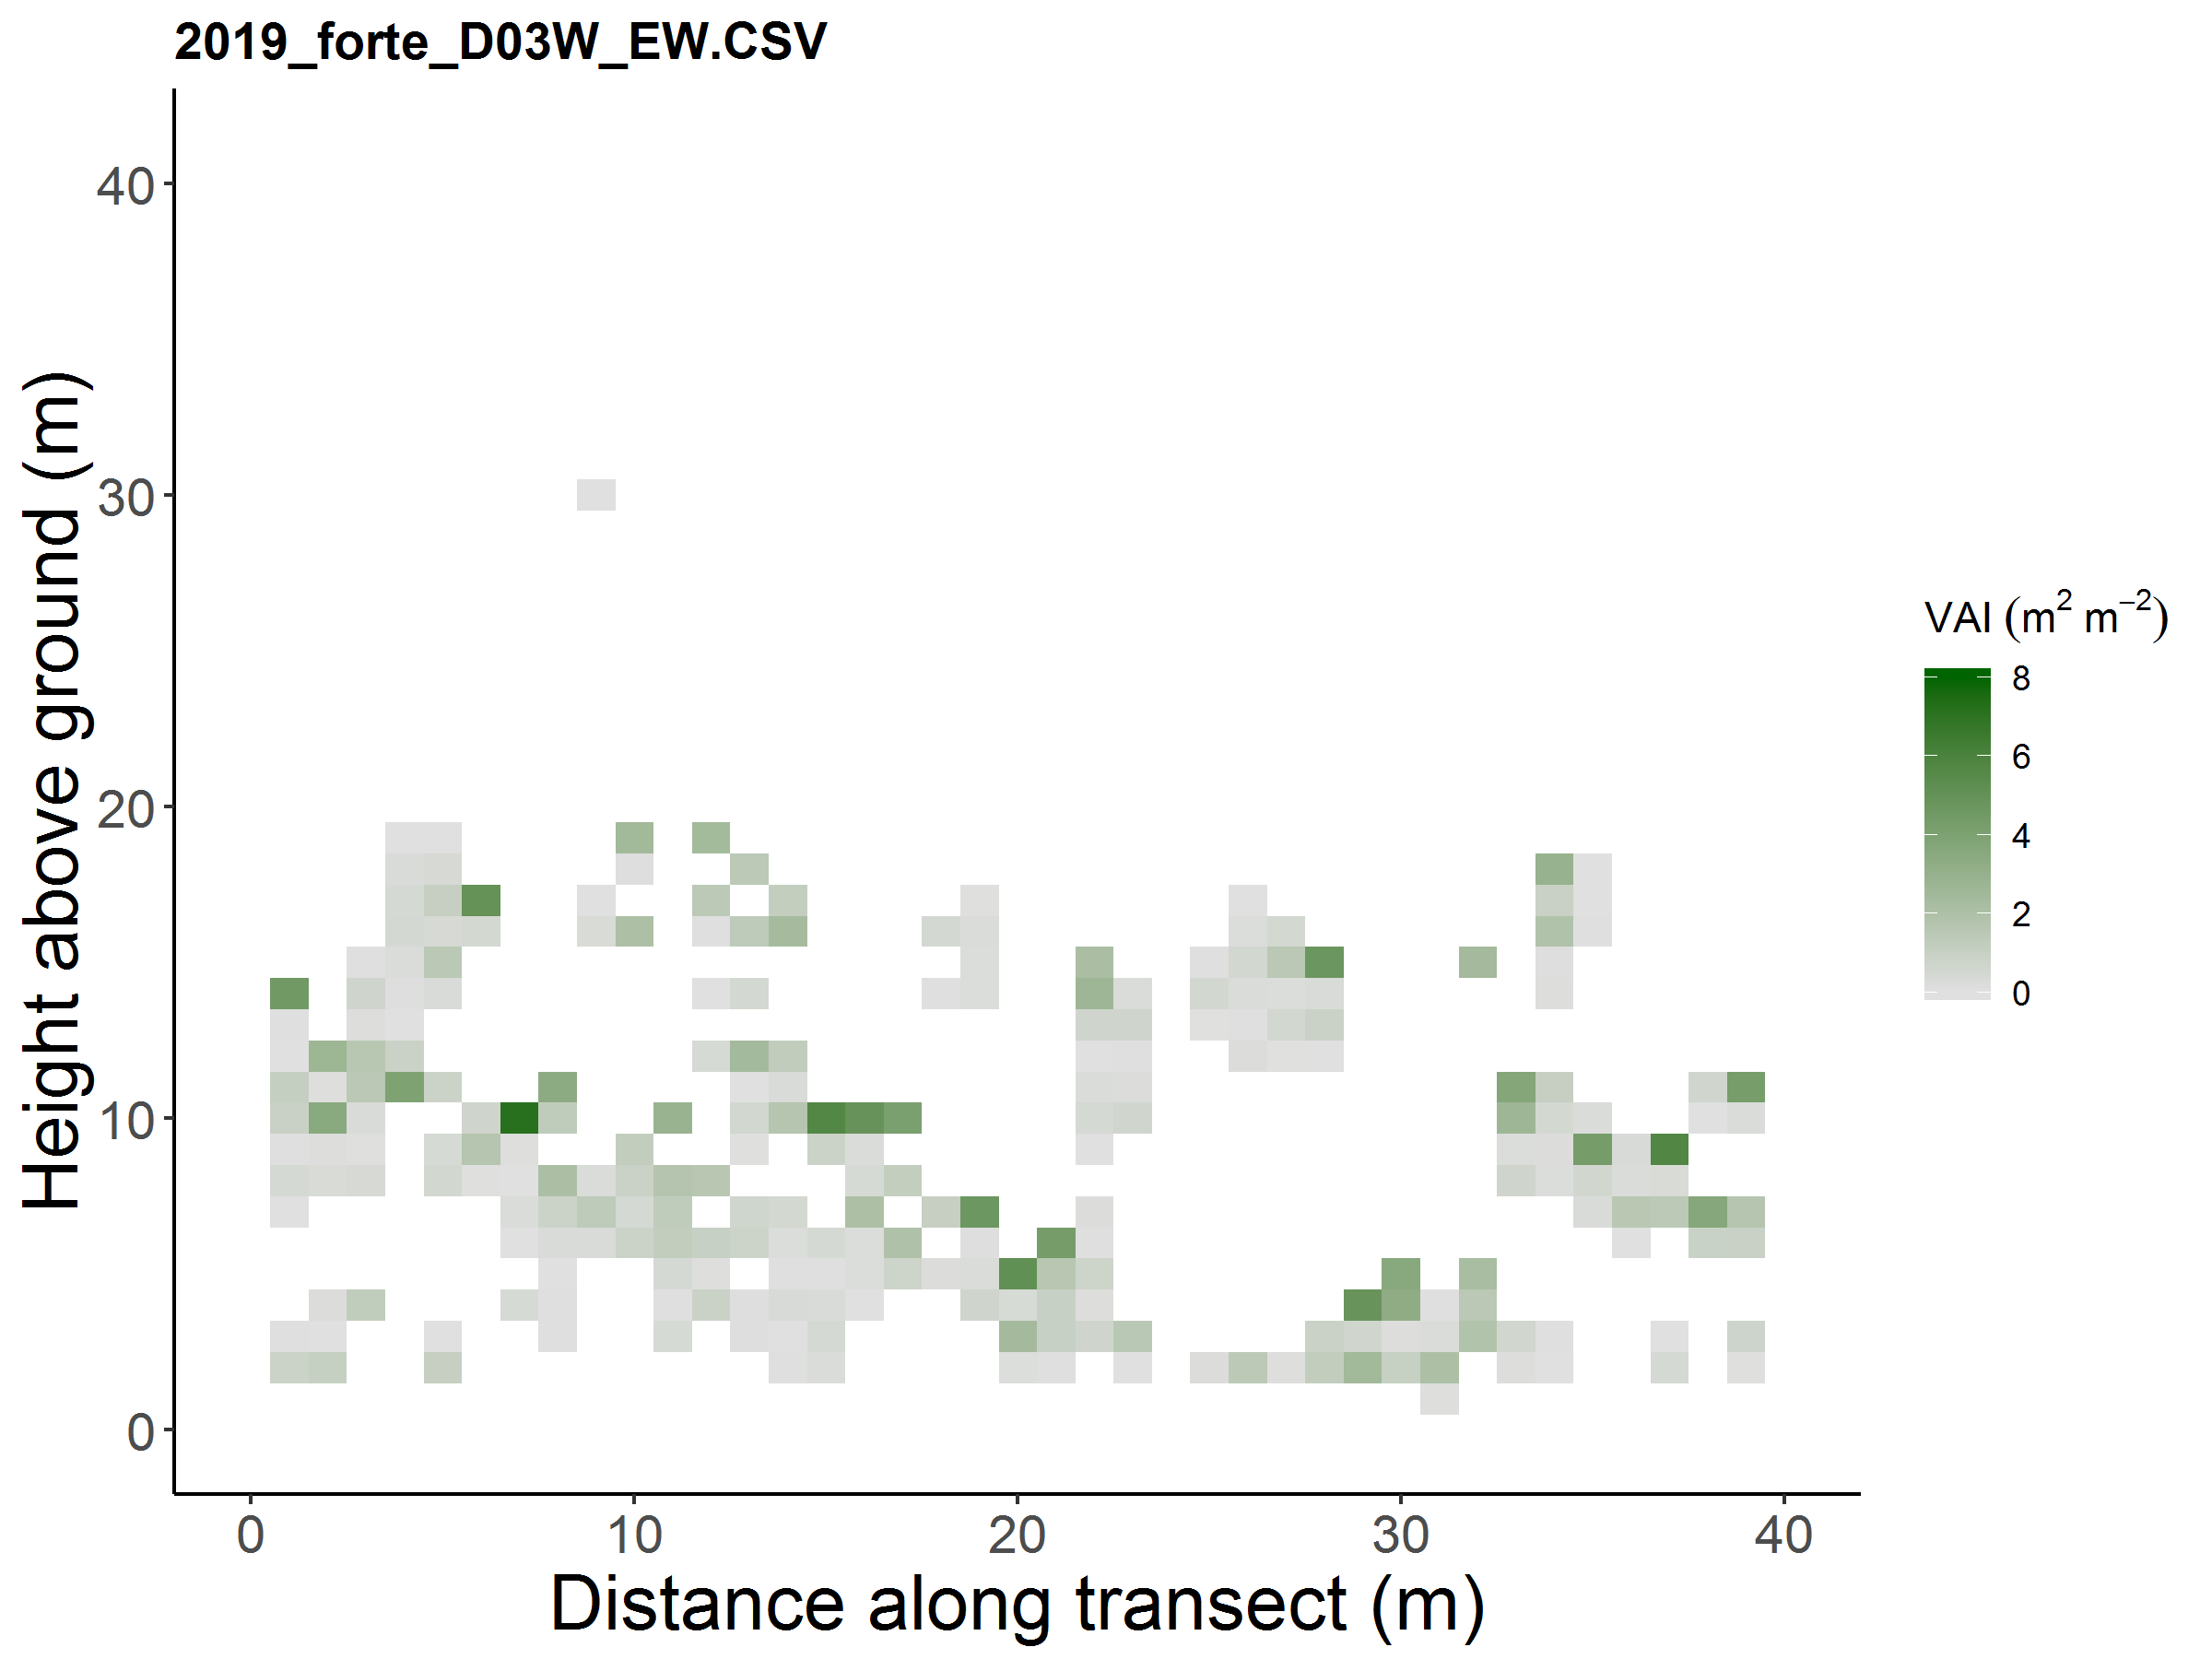 2019_forte_D03W_EW.CSV
Height above ground (m)
40
30
20
10
0
0 10 20 30 40
Distance along transect (m)
VAI (m² m⁻²)
8
6
4
2
0